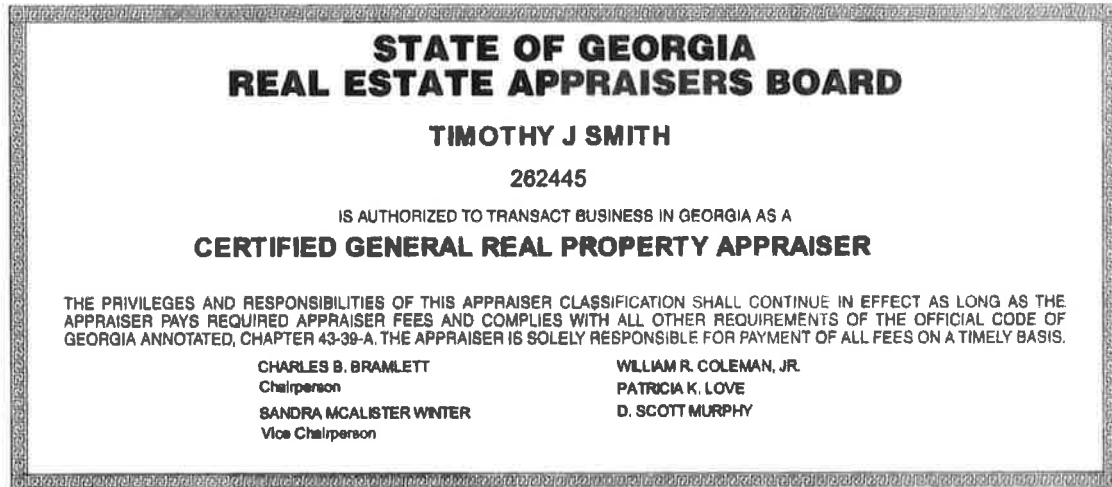 STATE OF GEORGIA
REAL ESTATE APPRAISERS BOARD
TIMOTHY J SMITH
262445
IS AUTHORIZED TO TRANSACT BUSINESS IN GEORGIA AS A
CERTIFIED GENERAL REAL PROPERTY APPRAISER
THE PRIVILEGES AND RESPONSIBILITIES OF THIS APPRAISER CLASSIFICATION SHALL CONTINUE IN EFFECT AS LONG AS THE
APPRAISER PAYS REQUIRED APPRAISER FEES AND COMPLIES WITH ALL OTHER REQUIREMENTS OF THE OFFICIAL CODE OF
GEORGIA ANNOTATED, CHAPTER 43-39-A. THE APPRAISER IS SOLELY RESPONSIBLE FOR PAYMENT OF ALL FEES ON A TIMELY BASIS.
CHARLES B. BRAMLETT
Chairperson
SANDRA MCALISTER WINTER
Vice Chairperson
WILLIAM R. COLEMAN, JR.
PATRICIA K. LOVE
D. SCOTT MURPHY